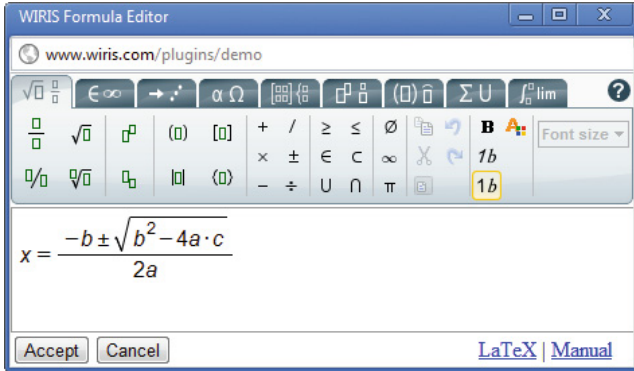 WIRIS Formula Editor
www.wiris.com/plugins/demo
√□ □/□ ∈∞ →⋰ α Ω [▫▫]{▫ □□ (□) □̂ Σ U ∫ lim ?
□/□ √□ □□ (□) [□] + / ≥ ≤ Ø B A Font size
× ± ∈ ⊂ ∞ 1b
□/□ □√□ □□ |□| ⟨□⟩ − ÷ ∪ ∩ π 1b
x = (−b ± √(b² − 4a·c)) / 2a
Accept Cancel LaTeX | Manual